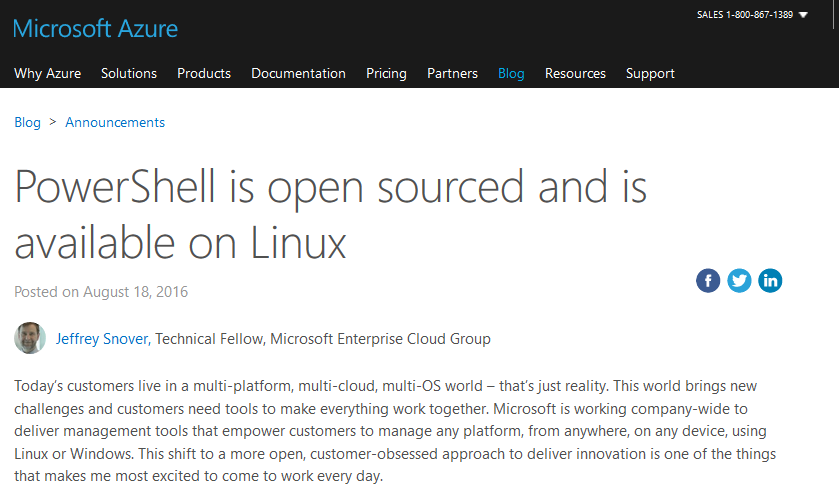 SALES 1-800-867-1389
Microsoft Azure
Why Azure Solutions Products Documentation Pricing Partners Blog Resources Support
Blog > Announcements
PowerShell is open sourced and is
available on Linux
Posted on August 18, 2016
Jeffrey Snover, Technical Fellow, Microsoft Enterprise Cloud Group
Today’s customers live in a multi-platform, multi-cloud, multi-OS world – that’s just reality. This world brings new
challenges and customers need tools to make everything work together. Microsoft is working company-wide to
deliver management tools that empower customers to manage any platform, from anywhere, on any device, using
Linux or Windows. This shift to a more open, customer-obsessed approach to deliver innovation is one of the things
that makes me most excited to come to work every day.